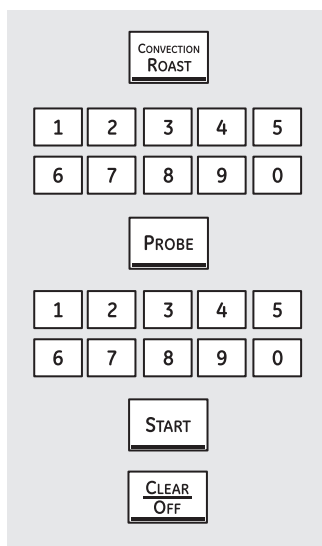 CONVECTION
ROAST
1 2 3 4 5
6 7 8 9 0
PROBE
1 2 3 4 5
6 7 8 9 0
START
CLEAR
OFF